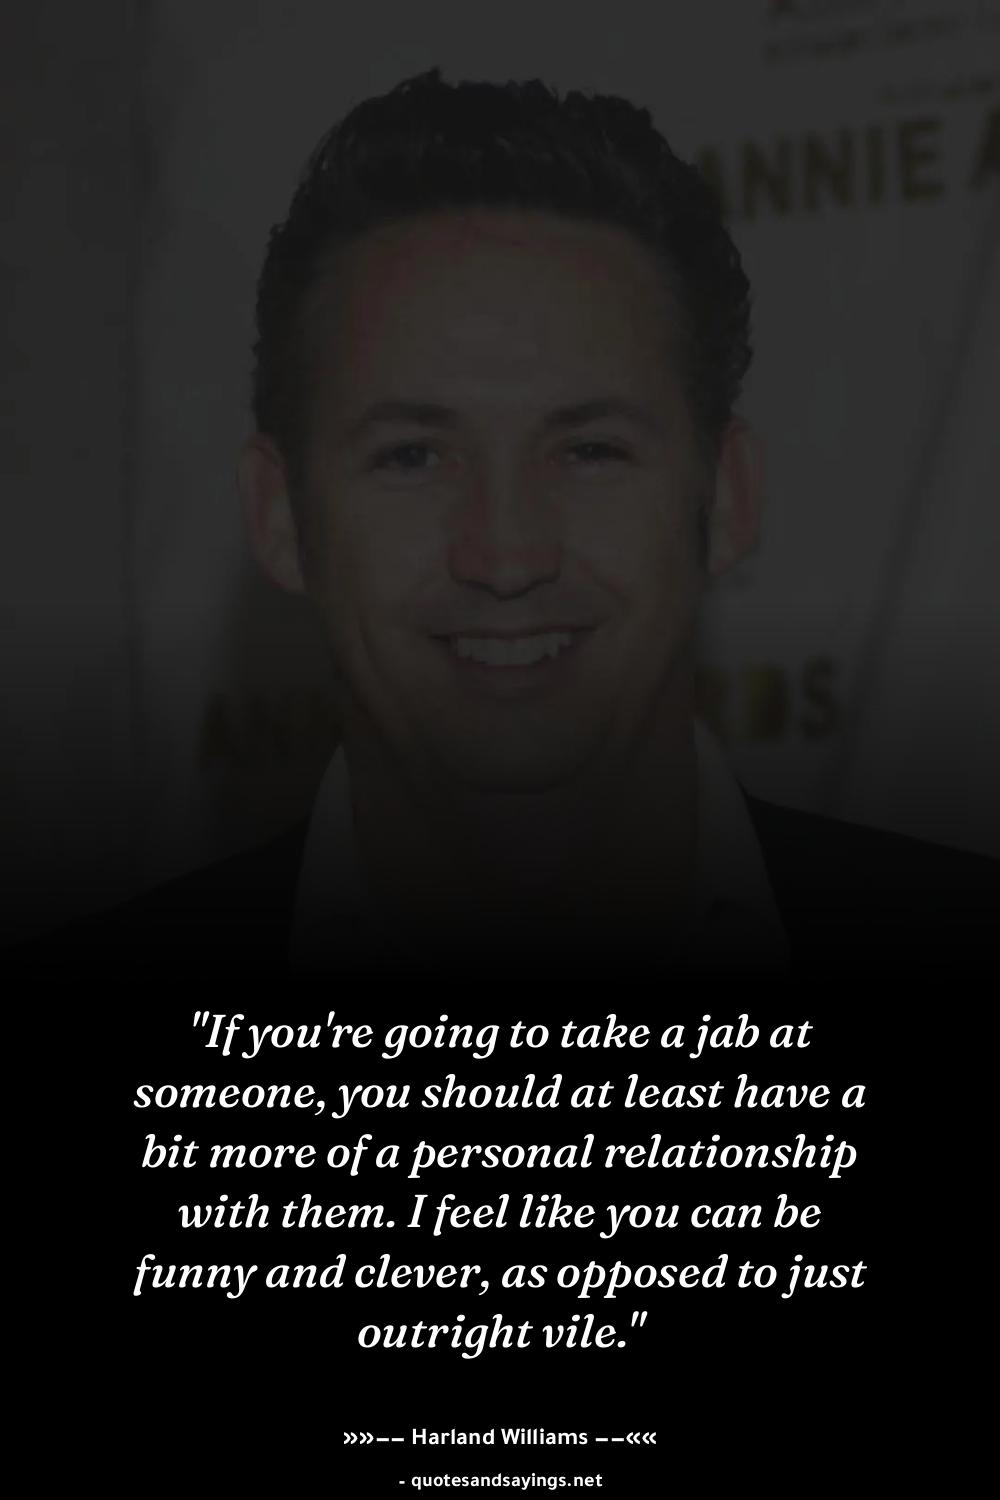 ANNIE A
RDS
"If you're going to take a jab at
someone, you should at least have a
bit more of a personal relationship
with them. I feel like you can be
funny and clever, as opposed to just
outright vile."
»»−− Harland Williams −−««
- quotesandsayings.net